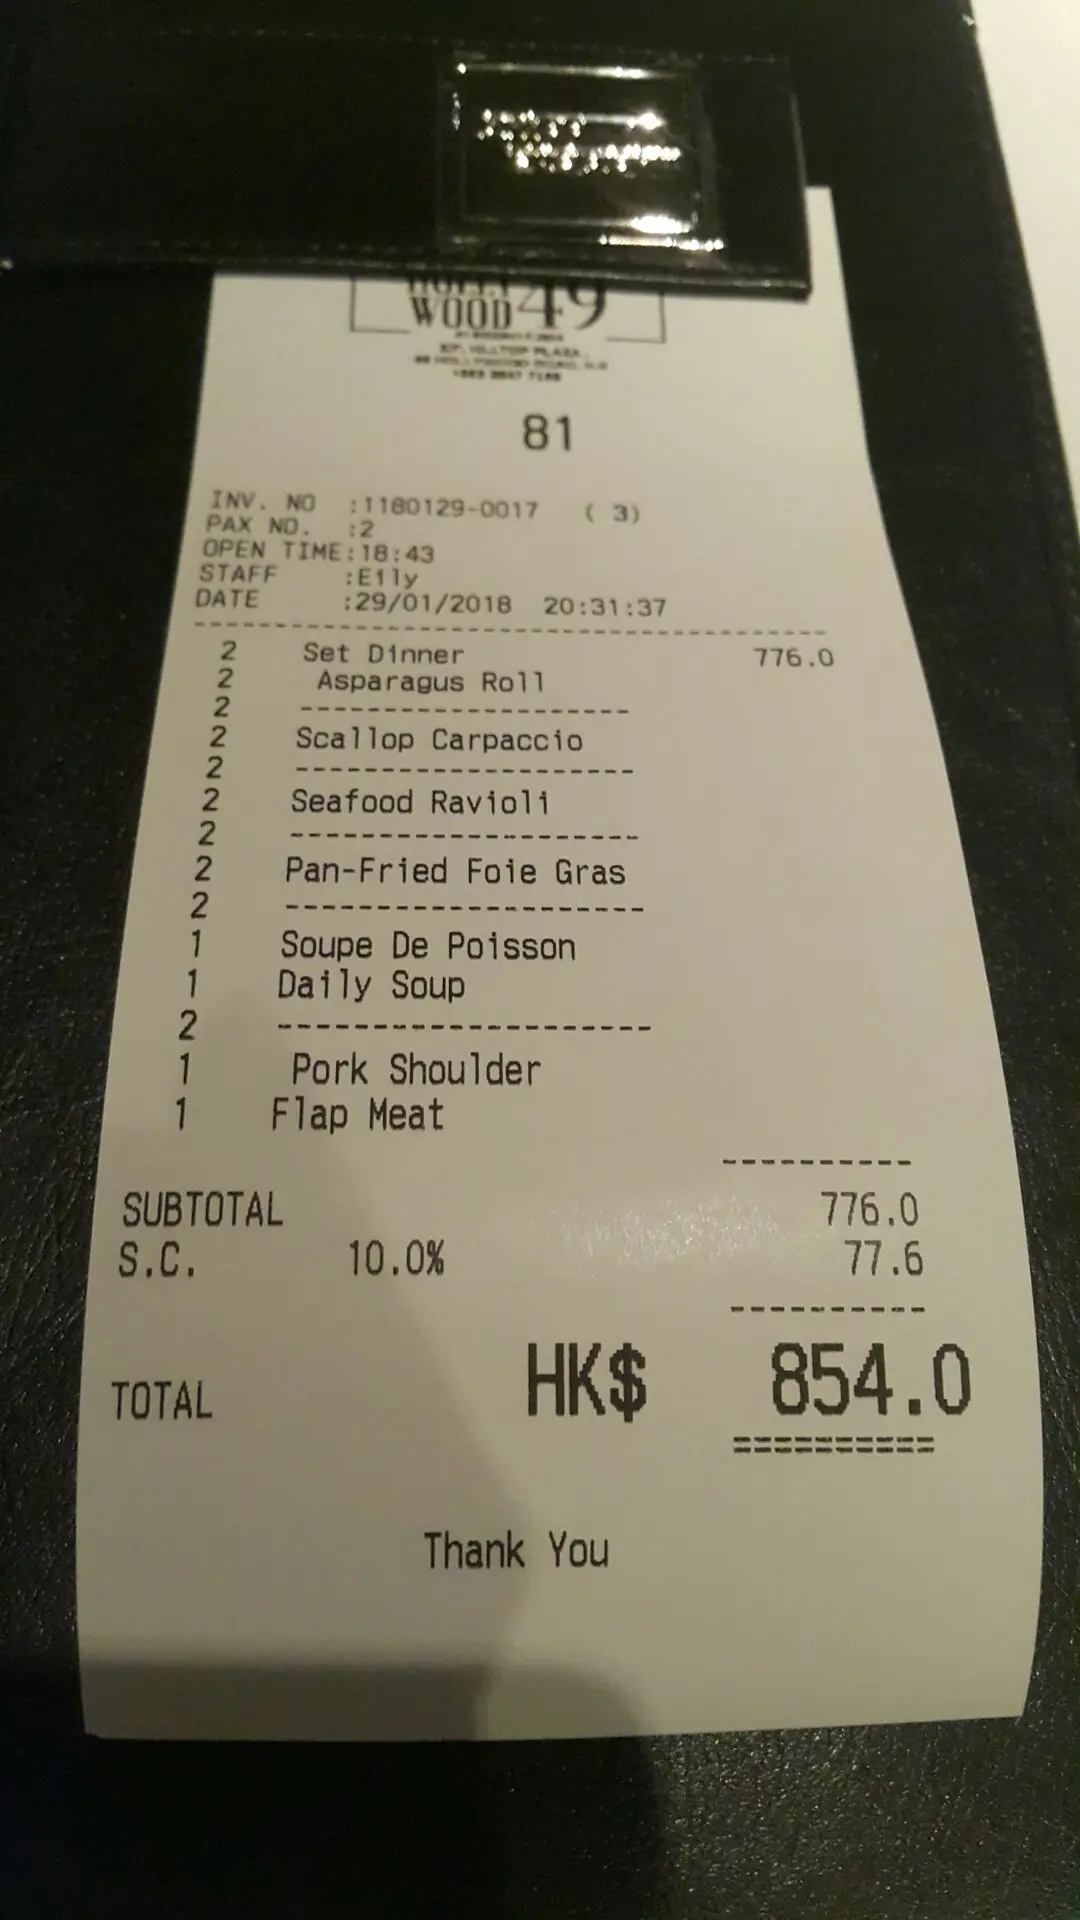 WOOD 49
81
INV. NO :1180129-0017 ( 3)
PAX NO. :2
OPEN TIME:18:43
STAFF :Eily
DATE :29/01/2018 20:31:37
--------------------------------
2 Set Dinner 776.0
2 Asparagus Roll
2 --------------------
2 Scallop Carpaccio
2 --------------------
2 Seafood Ravioli
2 --------------------
2 Pan-Fried Foie Gras
2 --------------------
1 Soupe De Poisson
1 Daily Soup
2 --------------------
1 Pork Shoulder
1 Flap Meat
----------
SUBTOTAL 776.0
S.C. 10.0% 77.6
----------
TOTAL HK$ 854.0
==========
Thank You